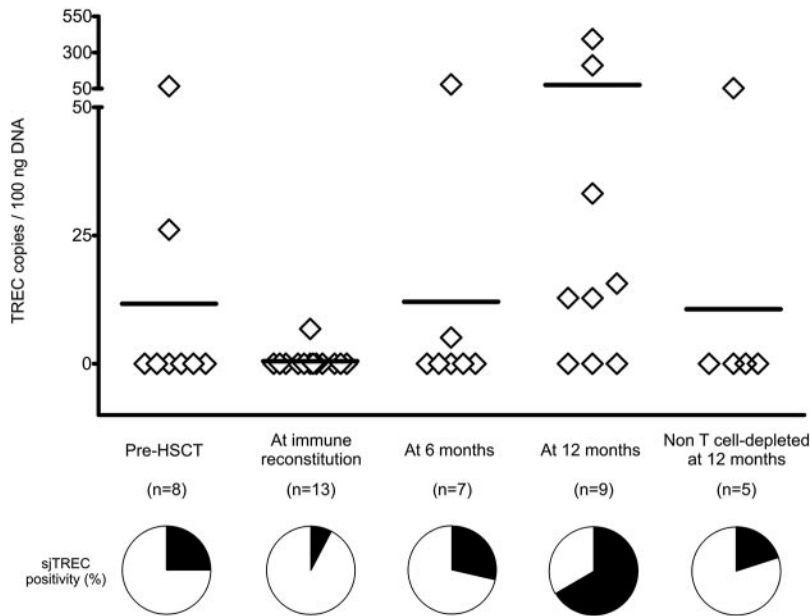 550
300
50
50
25
0
TREC copies / 100 ng DNA
Pre-HSCT
At immune
reconstitution
At 6 months
At 12 months
Non T cell-depleted
at 12 months
(n=8)
(n=13)
(n=7)
(n=9)
(n=5)
sjTREC
positivity (%)